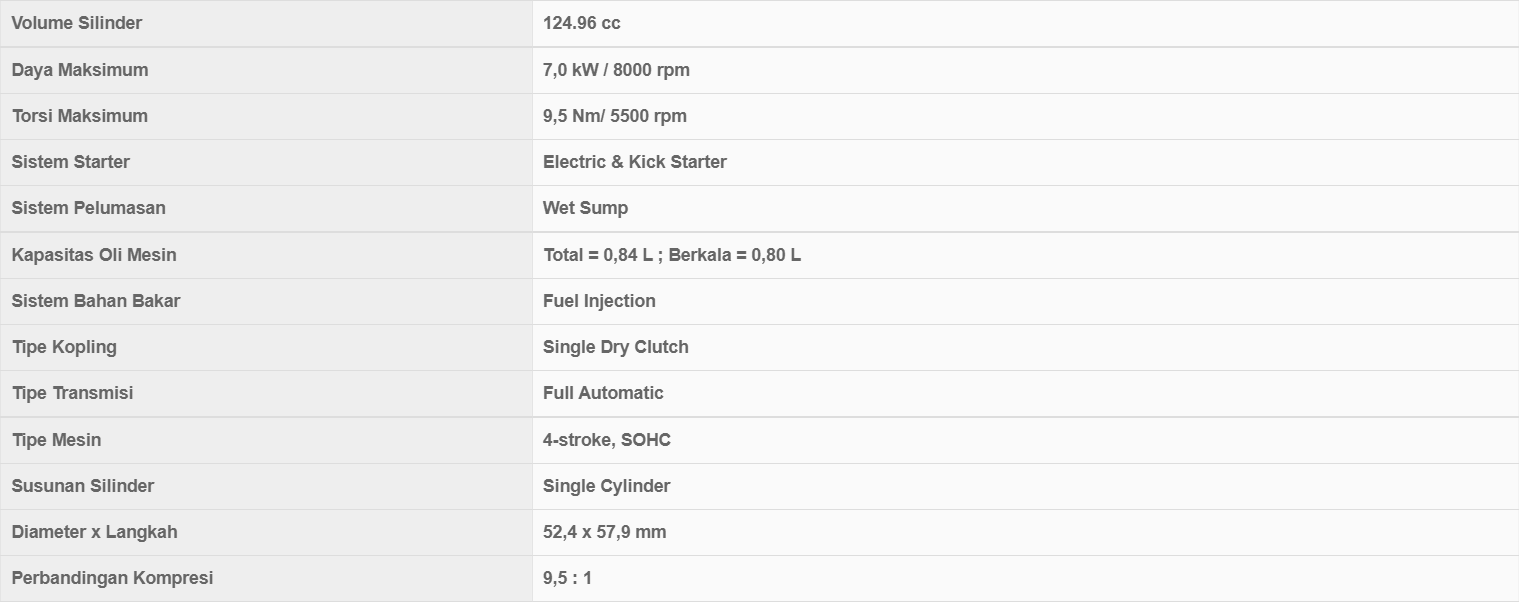 Volume Silinder 124.96 cc
Daya Maksimum 7,0 kW / 8000 rpm
Torsi Maksimum 9,5 Nm/ 5500 rpm
Sistem Starter Electric & Kick Starter
Sistem Pelumasan Wet Sump
Kapasitas Oli Mesin Total = 0,84 L ; Berkala = 0,80 L
Sistem Bahan Bakar Fuel Injection
Tipe Kopling Single Dry Clutch
Tipe Transmisi Full Automatic
Tipe Mesin 4-stroke, SOHC
Susunan Silinder Single Cylinder
Diameter x Langkah 52,4 x 57,9 mm
Perbandingan Kompresi 9,5 : 1